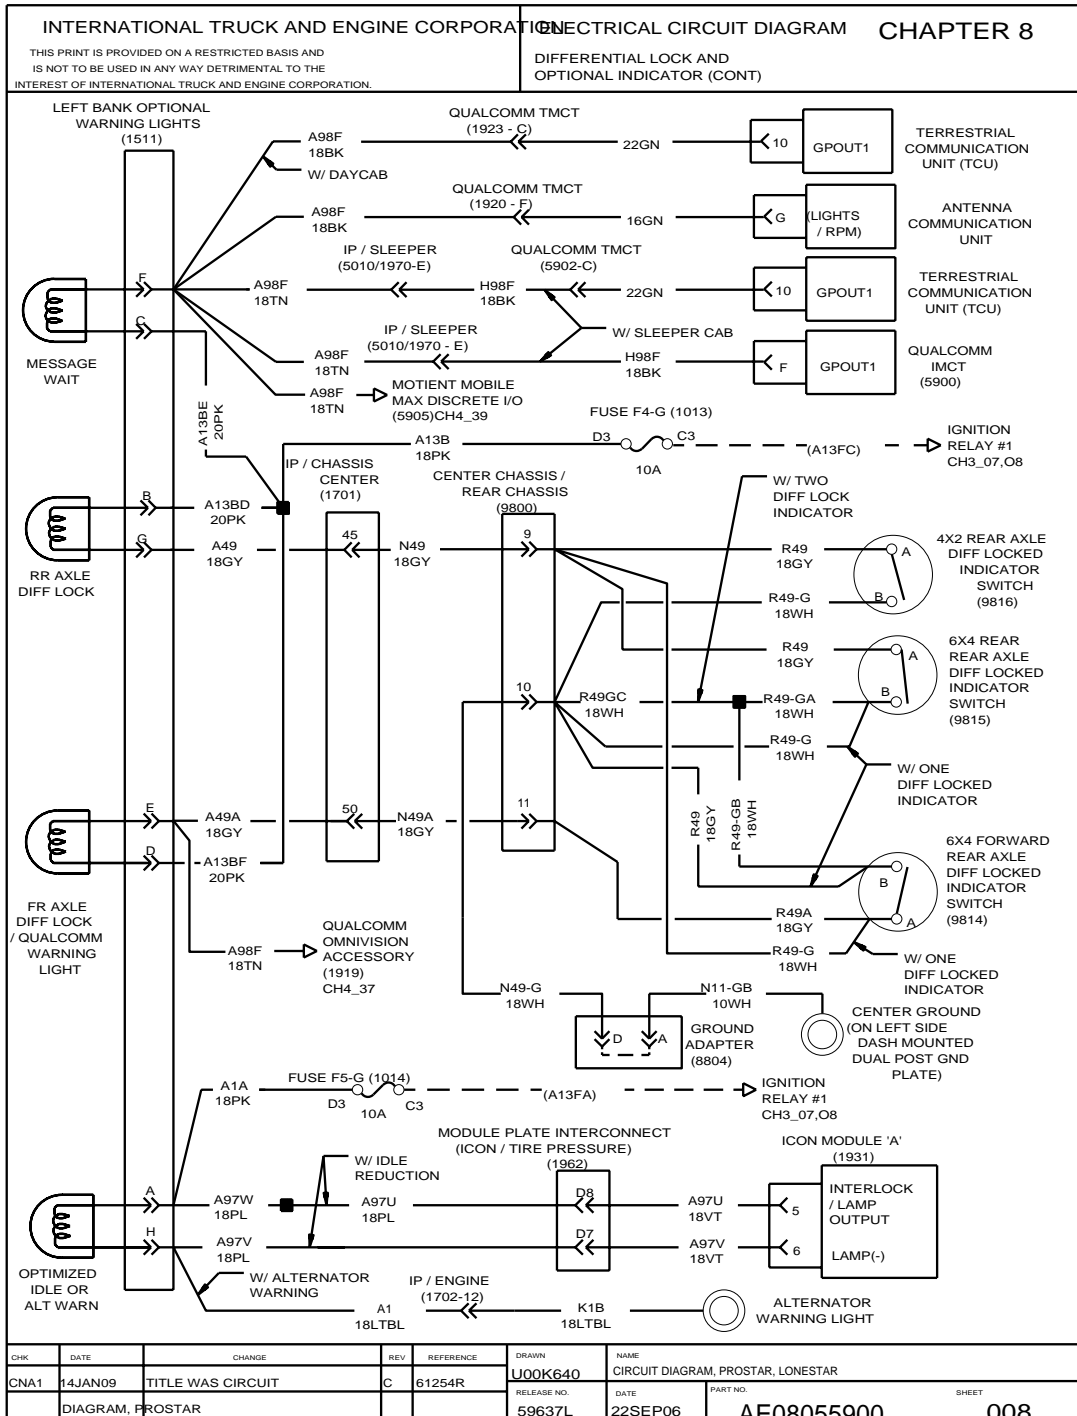 INTERNATIONAL TRUCK AND ENGINE CORPORATION
THIS PRINT IS PROVIDED ON A RESTRICTED BASIS AND
IS NOT TO BE USED IN ANY WAY DETRIMENTAL TO THE
INTEREST OF INTERNATIONAL TRUCK AND ENGINE CORPORATION.
ELECTRICAL CIRCUIT DIAGRAM
CHAPTER 8
DIFFERENTIAL LOCK AND
OPTIONAL INDICATOR (CONT)
LEFT BANK OPTIONAL
WARNING LIGHTS
(1511)
A98F
18BK
W/ DAYCAB
QUALCOMM TMCT
(1923 - C)
22GN
10
GPOUT1
TERRESTRIAL
COMMUNICATION
UNIT (TCU)
A98F
18BK
QUALCOMM TMCT
(1920 - F)
16GN
G
(LIGHTS
/ RPM)
ANTENNA
COMMUNICATION
UNIT
F
A98F
18TN
IP / SLEEPER
(5010/1970-E)
H98F
18BK
QUALCOMM TMCT
(5902-C)
22GN
10
GPOUT1
TERRESTRIAL
COMMUNICATION
UNIT (TCU)
C
W/ SLEEPER CAB
MESSAGE
WAIT
A98F
18TN
IP / SLEEPER
(5010/1970 - E)
H98F
18BK
F
GPOUT1
QUALCOMM
IMCT
(5900)
A98F
18TN
MOTIENT MOBILE
MAX DISCRETE I/O
(5905)CH4_39
A13BE
20PK
A13B
18PK
FUSE F4-G (1013)
D3
C3
10A
(A13FC)
IGNITION
RELAY #1
CH3_07,O8
IP / CHASSIS
CENTER
(1701)
CENTER CHASSIS /
REAR CHASSIS
(9800)
W/ TWO
DIFF LOCK
INDICATOR
B
A13BD
20PK
G
A49
18GY
45
N49
18GY
9
R49
18GY
A
B
4X2 REAR AXLE
DIFF LOCKED
INDICATOR
SWITCH
(9816)
RR AXLE
DIFF LOCK
R49-G
18WH
R49
18GY
A
B
6X4 REAR
REAR AXLE
DIFF LOCKED
INDICATOR
SWITCH
(9815)
10
R49GC
18WH
R49-GA
18WH
R49-G
18WH
W/ ONE
DIFF LOCKED
INDICATOR
R49
18GY
R49-GB
18WH
E
A49A
18GY
50
N49A
18GY
11
D
A13BF
20PK
B
A
6X4 FORWARD
REAR AXLE
DIFF LOCKED
INDICATOR
SWITCH
(9814)
FR AXLE
DIFF LOCK
/ QUALCOMM
WARNING
LIGHT
A98F
18TN
QUALCOMM
OMNIVISION
ACCESSORY
(1919)
CH4_37
R49A
18GY
R49-G
18WH
W/ ONE
DIFF LOCKED
INDICATOR
N49-G
18WH
N11-GB
10WH
D
A
GROUND
ADAPTER
(8804)
CENTER GROUND
(ON LEFT SIDE
DASH MOUNTED
DUAL POST GND
PLATE)
A1A
18PK
FUSE F5-G (1014)
D3
10A
C3
(A13FA)
IGNITION
RELAY #1
CH3_07,O8
MODULE PLATE INTERCONNECT
(ICON / TIRE PRESSURE)
(1962)
ICON MODULE 'A'
(1931)
W/ IDLE
REDUCTION
A
A97W
18PL
A97U
18PL
D8
A97U
18VT
5
INTERLOCK
/ LAMP
OUTPUT
H
A97V
18PL
D7
A97V
18VT
6
LAMP(-)
OPTIMIZED
IDLE OR
ALT WARN
W/ ALTERNATOR
WARNING
A1
18LTBL
IP / ENGINE
(1702-12)
K1B
18LTBL
ALTERNATOR
WARNING LIGHT
CHK DATE CHANGE REV REFERENCE
CNA1 14JAN09 TITLE WAS CIRCUIT C 61254R
DIAGRAM, PROSTAR
DRAWN
U00K640
NAME
CIRCUIT DIAGRAM, PROSTAR, LONESTAR
RELEASE NO.
59637L
DATE
22SEP06
PART NO.
AE08055900
SHEET
008